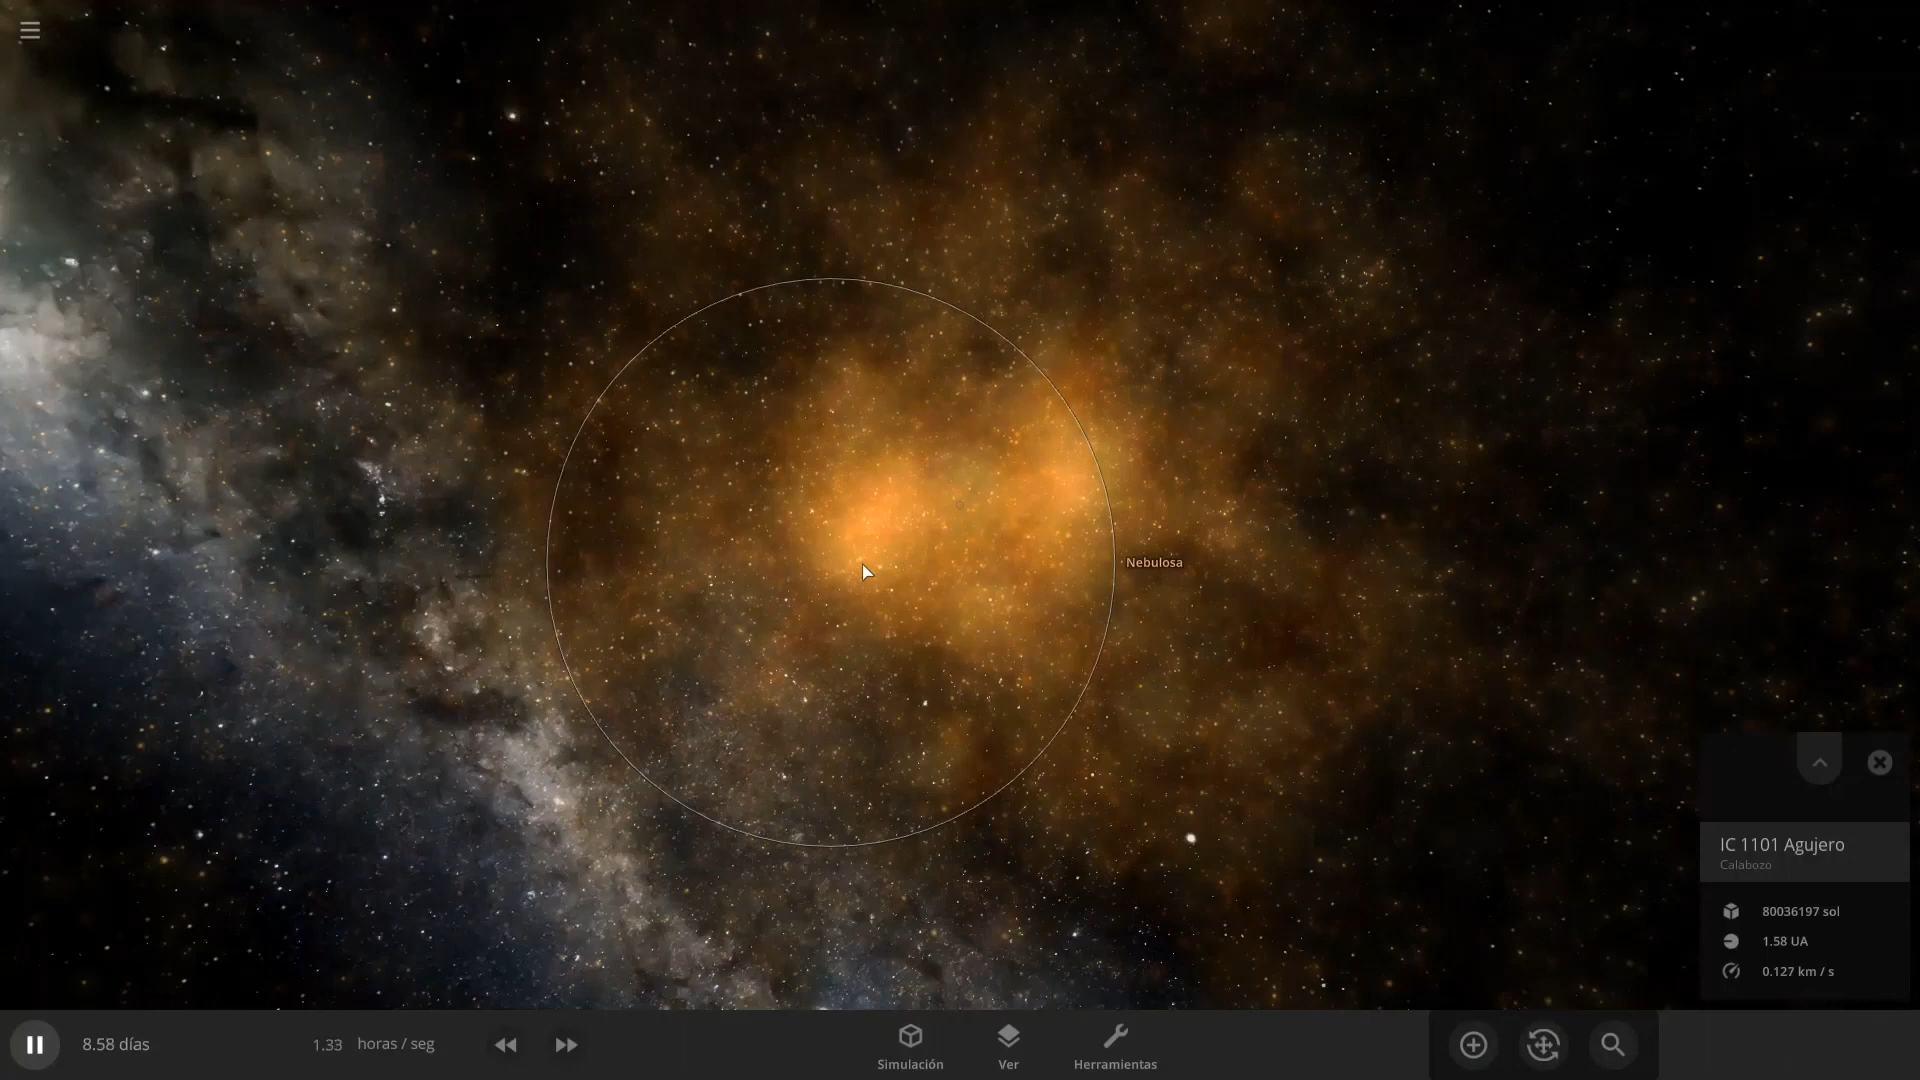 Nebulosa
IC 1101 Agujero
Calabozo
80036197 sol
1.58 UA
0.127 km / s
8.58 días
1.33 horas / seg
Simulación
Ver
Herramientas